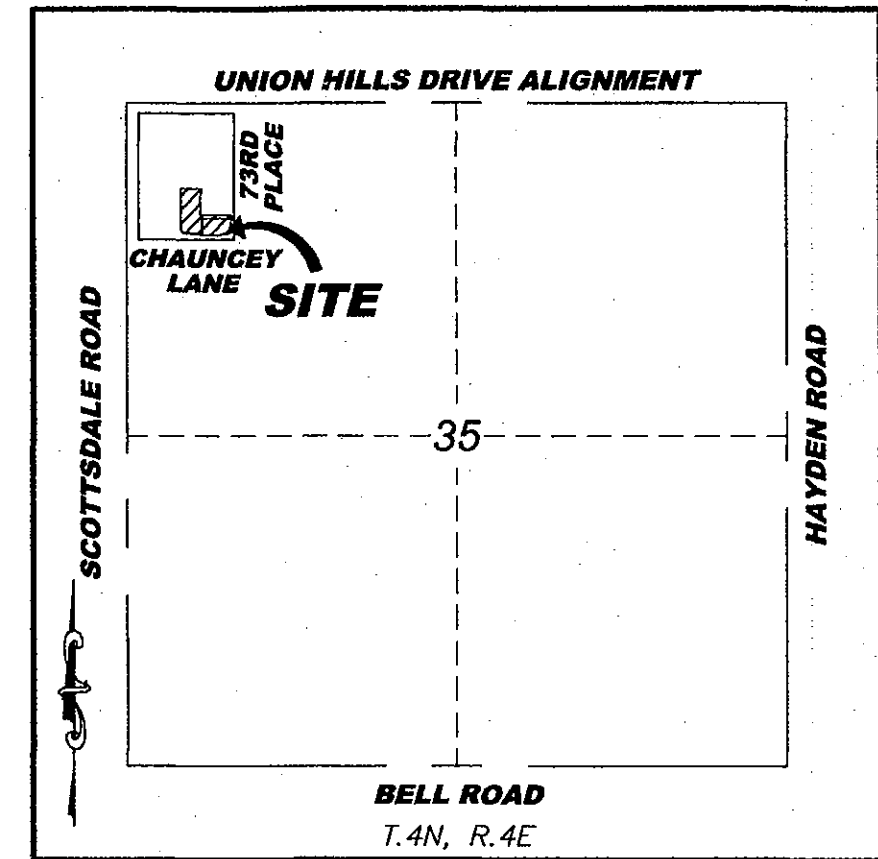 UNION HILLS DRIVE ALIGNMENT
73RD
PLACE
CHAUNCEY
LANE
SITE
SCOTTSDALE ROAD
35
HAYDEN ROAD
BELL ROAD
T.4N, R.4E